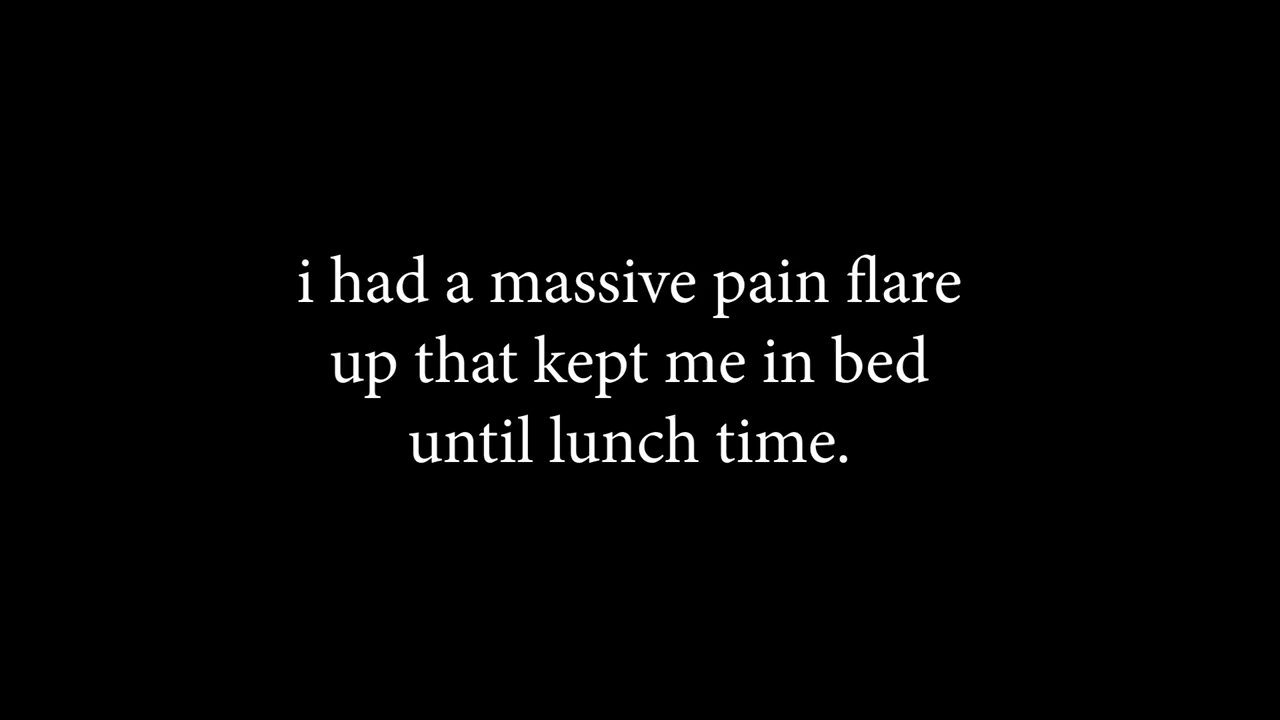 i had a massive pain flare
up that kept me in bed
until lunch time.